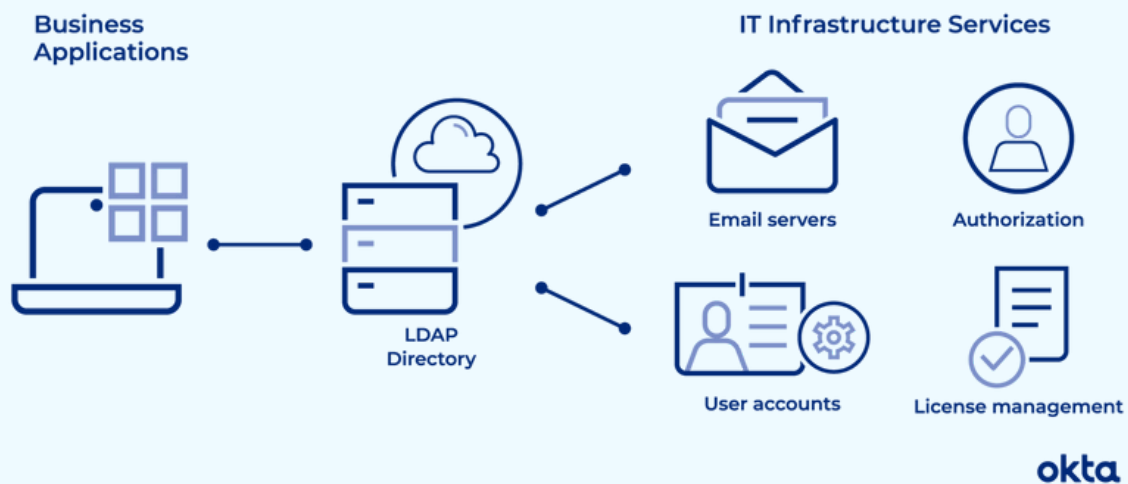 Business
Applications
IT Infrastructure Services
Email servers
Authorization
LDAP
Directory
User accounts
License management
okta